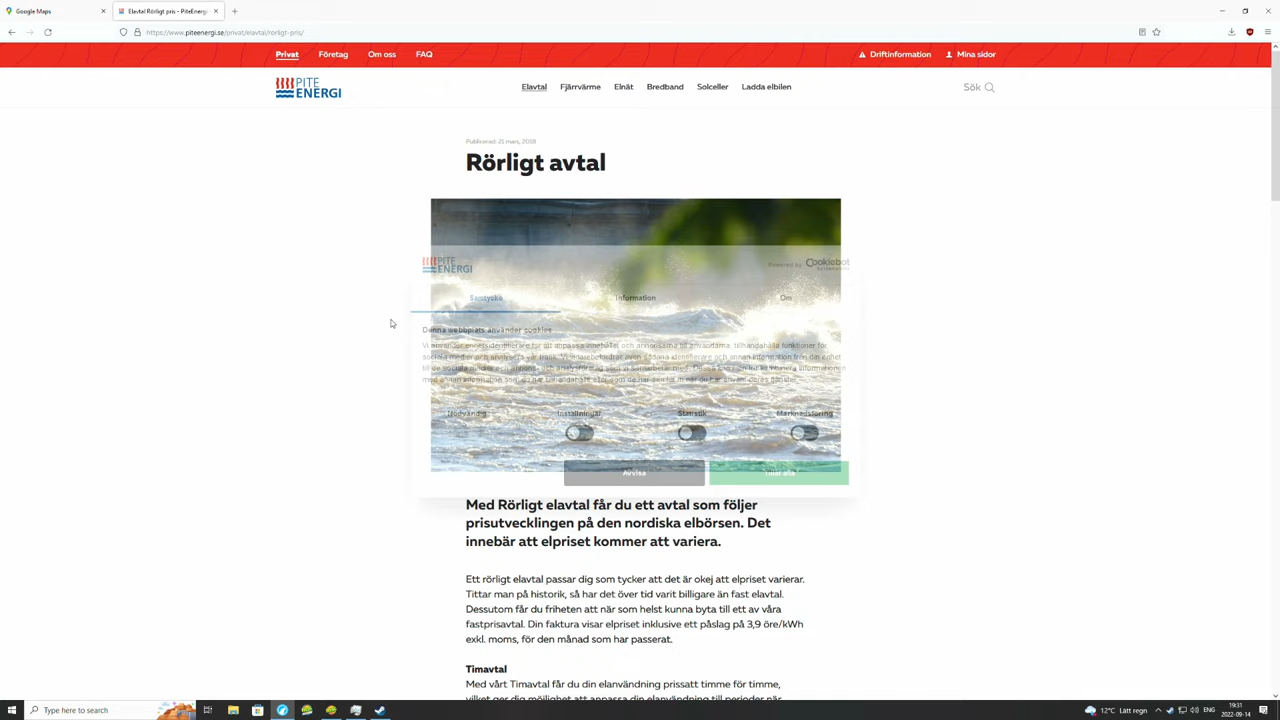 Google Maps
Elavtal Rörligt pris - PiteEnergi
https://www.piteenergi.se/privat/elavtal/rorligt-pris/
Privat Företag Om oss FAQ Driftinformation Mina sidor
PITE ENERGI
Elavtal Fjärrvärme Elnät Bredband Solceller Ladda elbilen Sök
Publicerad: 21 mars, 2018
Rörligt avtal
PITE ENERGI
Powered by Cookiebot
Samtycke Information Om
Denna webbplats använder cookies
Vi använder enhetsidentifierare för att anpassa innehållet och annonserna till användarna, tillhandahålla funktioner för
sociala medier och analysera vår trafik. Vi vidarebefordrar även sådana identifierare och annan information från din enhet
till de sociala medier och annons- och analysföretag som vi samarbetar med. Dessa kan i sin tur kombinera informationen
med annan information som du har tillhandahållit eller som de har samlat in när du har använt deras tjänster.
Nödvändig Inställningar Statistik Marknadsföring
Avvisa Tillåt alla
Med Rörligt elavtal får du ett avtal som följer
prisutvecklingen på den nordiska elbörsen. Det
innebär att elpriset kommer att variera.
Ett rörligt elavtal passar dig som tycker att det är okej att elpriset varierar.
Tittar man på historik, så har det över tid varit billigare än fast elavtal.
Dessutom får du friheten att när som helst kunna byta till ett av våra
fastprisavtal. Din faktura visar elpriset inklusive ett påslag på 3,9 öre/kWh
exkl. moms, för den månad som har passerat.
Timavtal
Med vårt Timavtal får du din elanvändning prissatt timme för timme,
vilket ger dig möjlighet att anpassa din elanvändning till perioder när
Type here to search
12°C Lätt regn ENG 19:31
2022-09-14